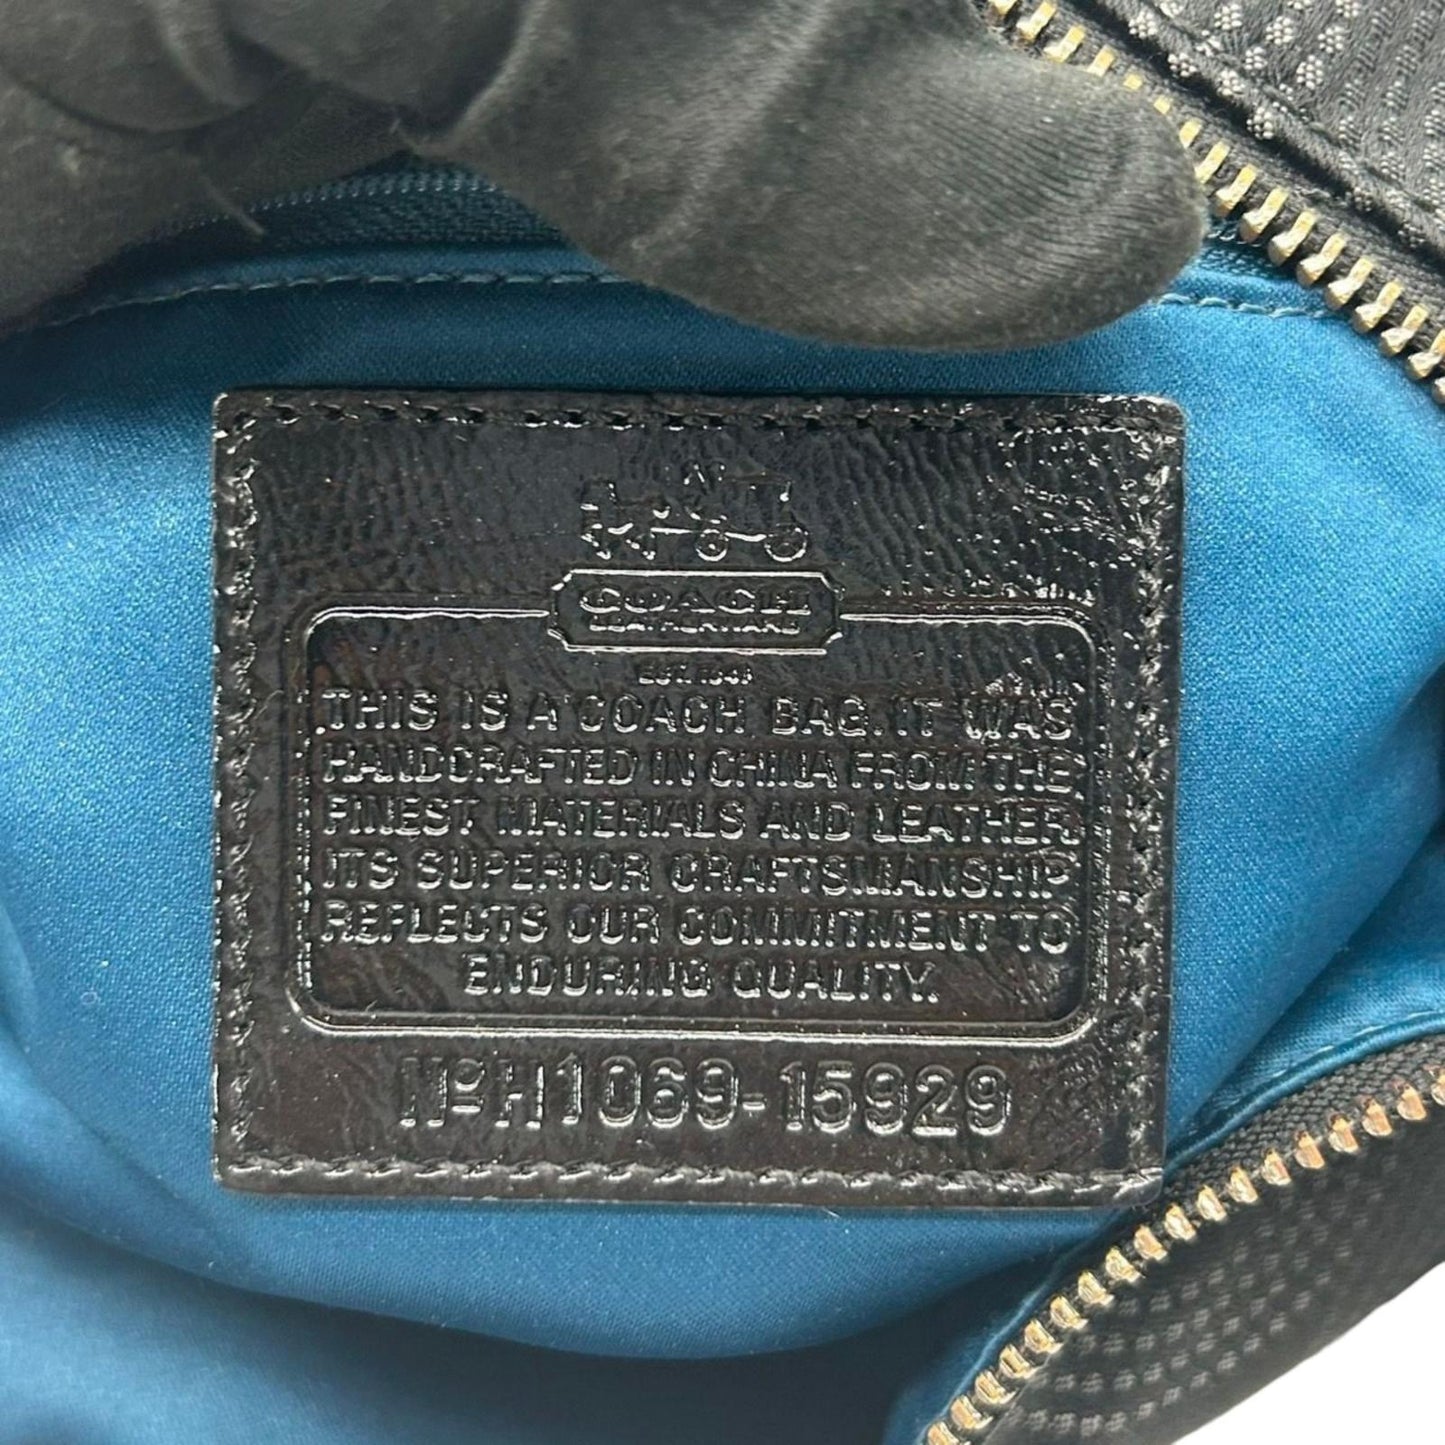 COACH
LEATHERWARE
EST. 1941
THIS IS A COACH BAG. IT WAS
HANDCRAFTED IN CHINA FROM THE
FINEST MATERIALS AND LEATHER.
ITS SUPERIOR CRAFTSMANSHIP
REFLECTS OUR COMMITMENT TO
ENDURING QUALITY.
Nº H1069-15929